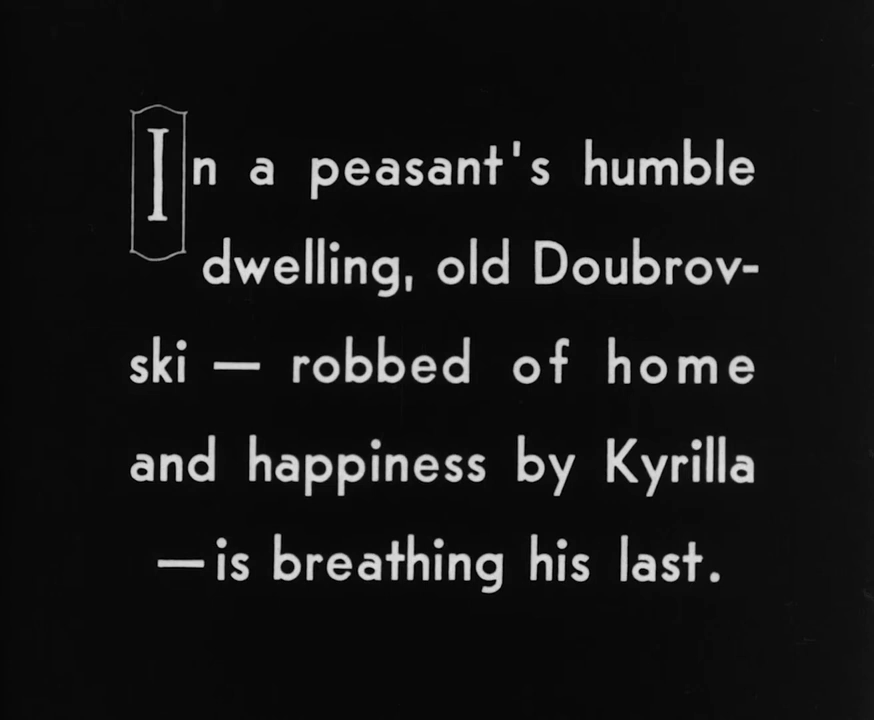 In a peasant's humble
dwelling, old Doubrov-
ski — robbed of home
and happiness by Kyrilla
— is breathing his last.